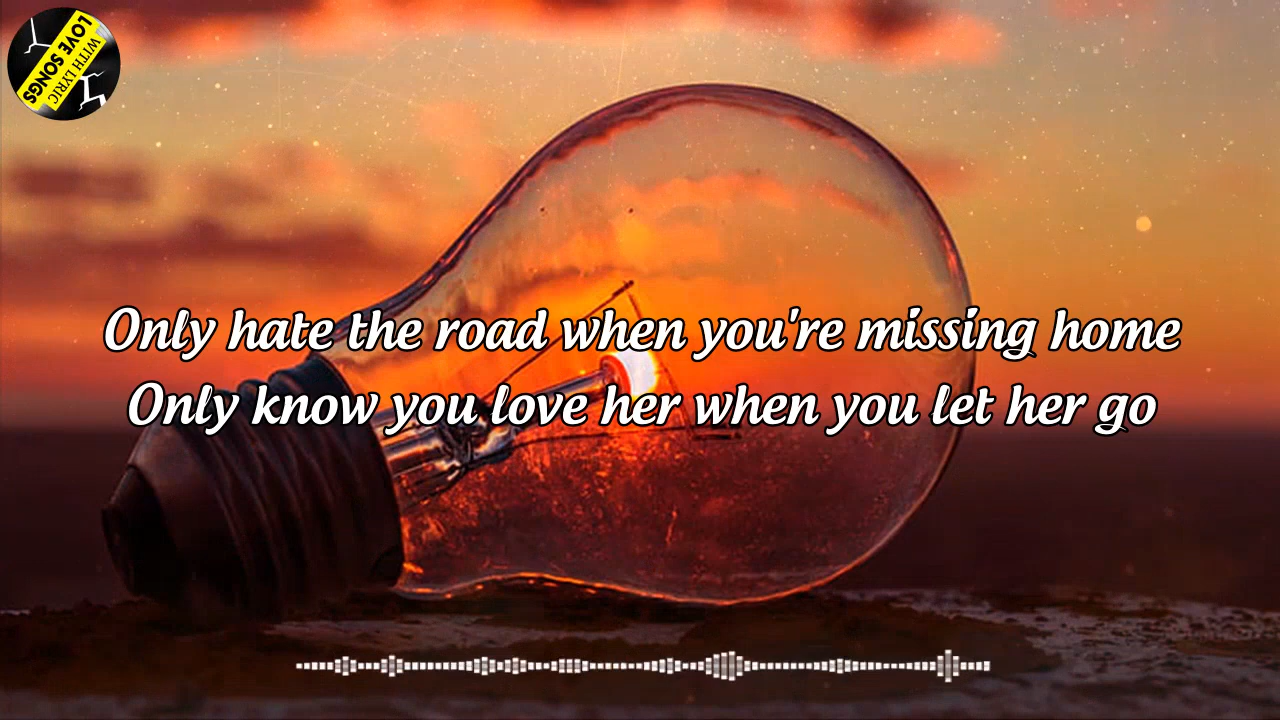 LOVE SONGS
WITH LYRIC
Only hate the road when you're missing home
Only know you love her when you let her go